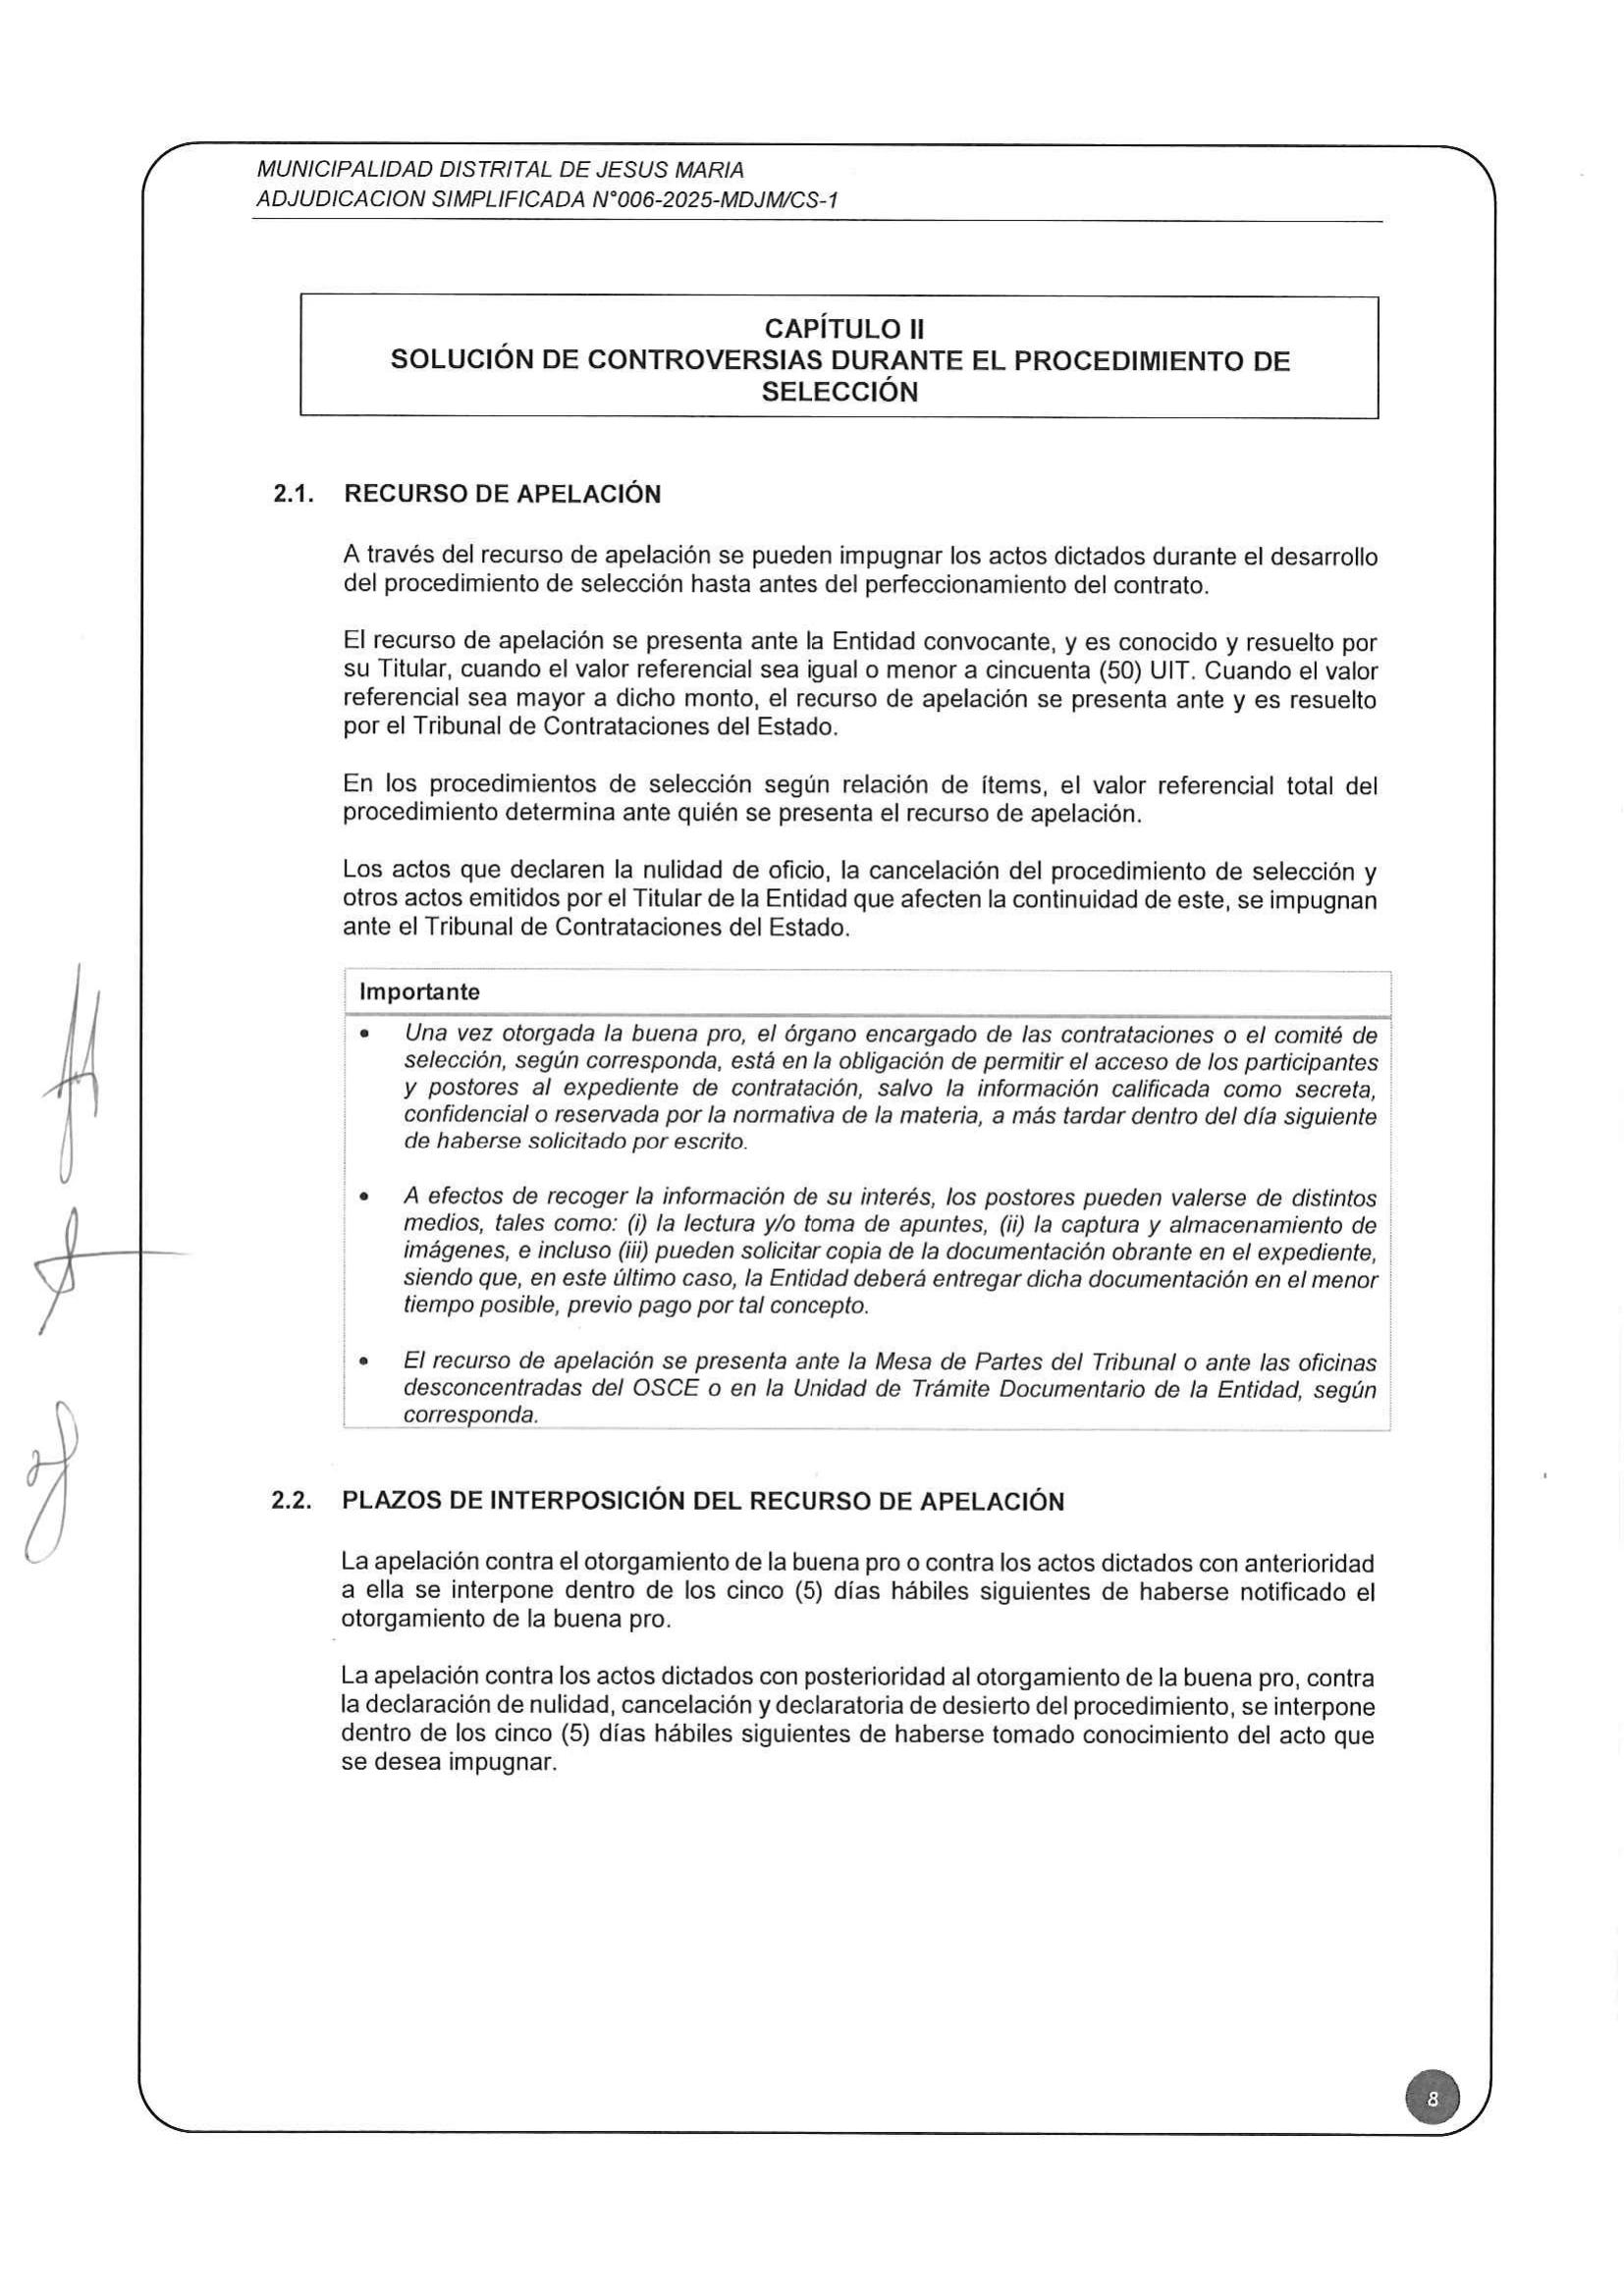 MUNICIPALIDAD DISTRITAL DE JESUS MARIA
ADJUDICACION SIMPLIFICADA N°006-2025-MDJM/CS-1
CAPÍTULO II
SOLUCIÓN DE CONTROVERSIAS DURANTE EL PROCEDIMIENTO DE
SELECCIÓN
2.1. RECURSO DE APELACIÓN
A través del recurso de apelación se pueden impugnar los actos dictados durante el desarrollo
del procedimiento de selección hasta antes del perfeccionamiento del contrato.
El recurso de apelación se presenta ante la Entidad convocante, y es conocido y resuelto por
su Titular, cuando el valor referencial sea igual o menor a cincuenta (50) UIT. Cuando el valor
referencial sea mayor a dicho monto, el recurso de apelación se presenta ante y es resuelto
por el Tribunal de Contrataciones del Estado.
En los procedimientos de selección según relación de ítems, el valor referencial total del
procedimiento determina ante quién se presenta el recurso de apelación.
Los actos que declaren la nulidad de oficio, la cancelación del procedimiento de selección y
otros actos emitidos por el Titular de la Entidad que afecten la continuidad de este, se impugnan
ante el Tribunal de Contrataciones del Estado.
Importante
• Una vez otorgada la buena pro, el órgano encargado de las contrataciones o el comité de
selección, según corresponda, está en la obligación de permitir el acceso de los participantes
y postores al expediente de contratación, salvo la información calificada como secreta,
confidencial o reservada por la normativa de la materia, a más tardar dentro del día siguiente
de haberse solicitado por escrito.
• A efectos de recoger la información de su interés, los postores pueden valerse de distintos
medios, tales como: (i) la lectura y/o toma de apuntes, (ii) la captura y almacenamiento de
imágenes, e incluso (iii) pueden solicitar copia de la documentación obrante en el expediente,
siendo que, en este último caso, la Entidad deberá entregar dicha documentación en el menor
tiempo posible, previo pago por tal concepto.
• El recurso de apelación se presenta ante la Mesa de Partes del Tribunal o ante las oficinas
desconcentradas del OSCE o en la Unidad de Trámite Documentario de la Entidad, según
corresponda.
2.2. PLAZOS DE INTERPOSICIÓN DEL RECURSO DE APELACIÓN
La apelación contra el otorgamiento de la buena pro o contra los actos dictados con anterioridad
a ella se interpone dentro de los cinco (5) días hábiles siguientes de haberse notificado el
otorgamiento de la buena pro.
La apelación contra los actos dictados con posterioridad al otorgamiento de la buena pro, contra
la declaración de nulidad, cancelación y declaratoria de desierto del procedimiento, se interpone
dentro de los cinco (5) días hábiles siguientes de haberse tomado conocimiento del acto que
se desea impugnar.
8